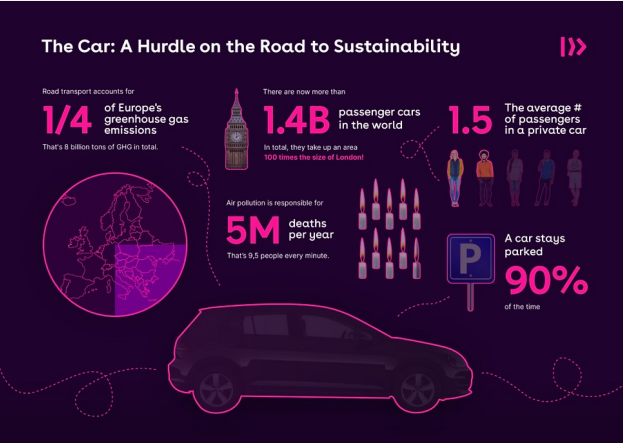 The Car: A Hurdle on the Road to Sustainability
Road transport accounts for
1/4
of Europe's
greenhouse gas
emissions
That's 8 billion tons of GHG in total.
There are now more than
1.4B
passenger cars
in the world
In total, they take up an area
100 times the size of London!
1.5
The average #
of passengers
in a private car
Air pollution is responsible for
5M
deaths
per year
That's 9,5 people every minute.
P
A car stays
parked
90%
of the time